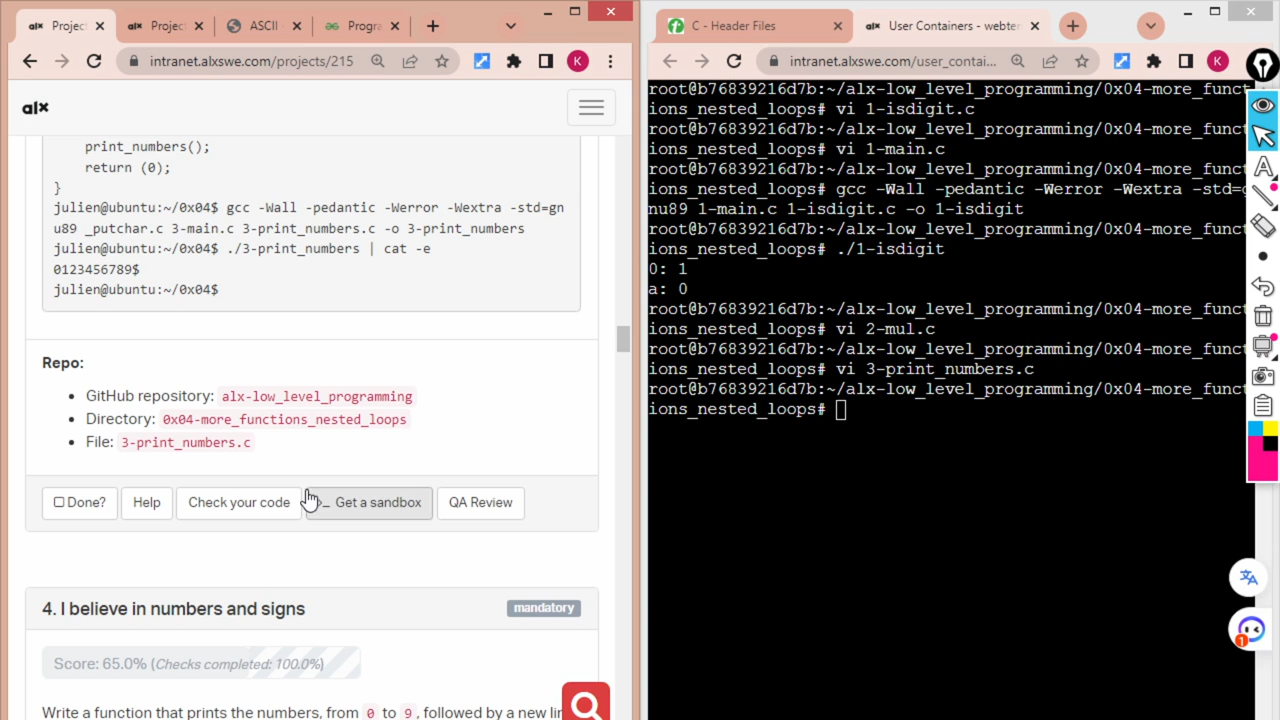 Projec
Projec
ASCII
Progra
intranet.alxswe.com/projects/215
K
alx
print_numbers();
return (0);
}
julien@ubuntu:~/0x04$ gcc -Wall -pedantic -Werror -Wextra -std=gn
u89 _putchar.c 3-main.c 3-print_numbers.c -o 3-print_numbers
julien@ubuntu:~/0x04$ ./3-print_numbers | cat -e
0123456789$
julien@ubuntu:~/0x04$
Repo:
GitHub repository: alx-low_level_programming
Directory: 0x04-more_functions_nested_loops
File: 3-print_numbers.c
Done?
Help
Check your code
>_ Get a sandbox
QA Review
4. I believe in numbers and signs
mandatory
Score: 65.0% (Checks completed: 100.0%)
Write a function that prints the numbers, from 0 to 9, followed by a new lin
C - Header Files
User Containers - webter
intranet.alxswe.com/user_contai...
K
root@b76839216d7b:~/alx-low_level_programming/0x04-more_funct
ions_nested_loops# vi 1-isdigit.c
root@b76839216d7b:~/alx-low_level_programming/0x04-more_funct
ions_nested_loops# vi 1-main.c
root@b76839216d7b:~/alx-low_level_programming/0x04-more_funct
ions_nested_loops# gcc -Wall -pedantic -Werror -Wextra -std=g
nu89 1-main.c 1-isdigit.c -o 1-isdigit
root@b76839216d7b:~/alx-low_level_programming/0x04-more_funct
ions_nested_loops# ./1-isdigit
0: 1
a: 0
root@b76839216d7b:~/alx-low_level_programming/0x04-more_funct
ions_nested_loops# vi 2-mul.c
root@b76839216d7b:~/alx-low_level_programming/0x04-more_funct
ions_nested_loops# vi 3-print_numbers.c
root@b76839216d7b:~/alx-low_level_programming/0x04-more_funct
ions_nested_loops#
A
1